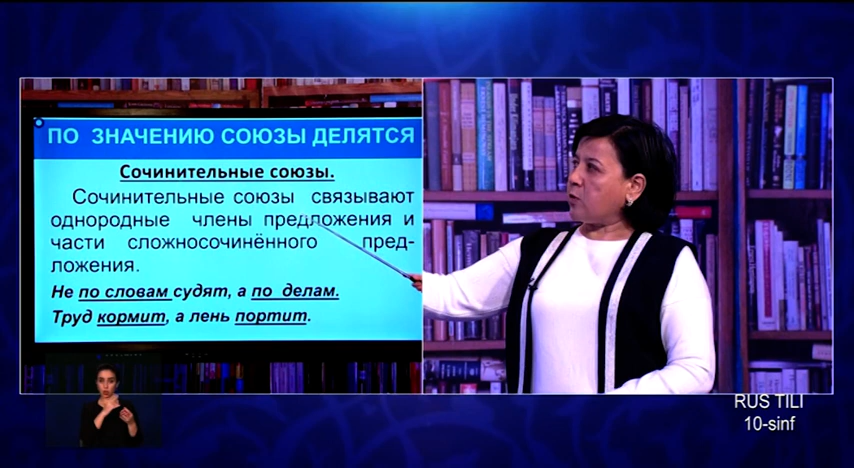 ПО ЗНАЧЕНИЮ СОЮЗЫ ДЕЛЯТСЯ
Сочинительные союзы.
Сочинительные союзы связывают
однородные члены предложения и
части сложносочинённого пред-
ложения.
Не по словам судят, а по делам.
Труд кормит, а лень портит.
RUS TILI
10-sinf